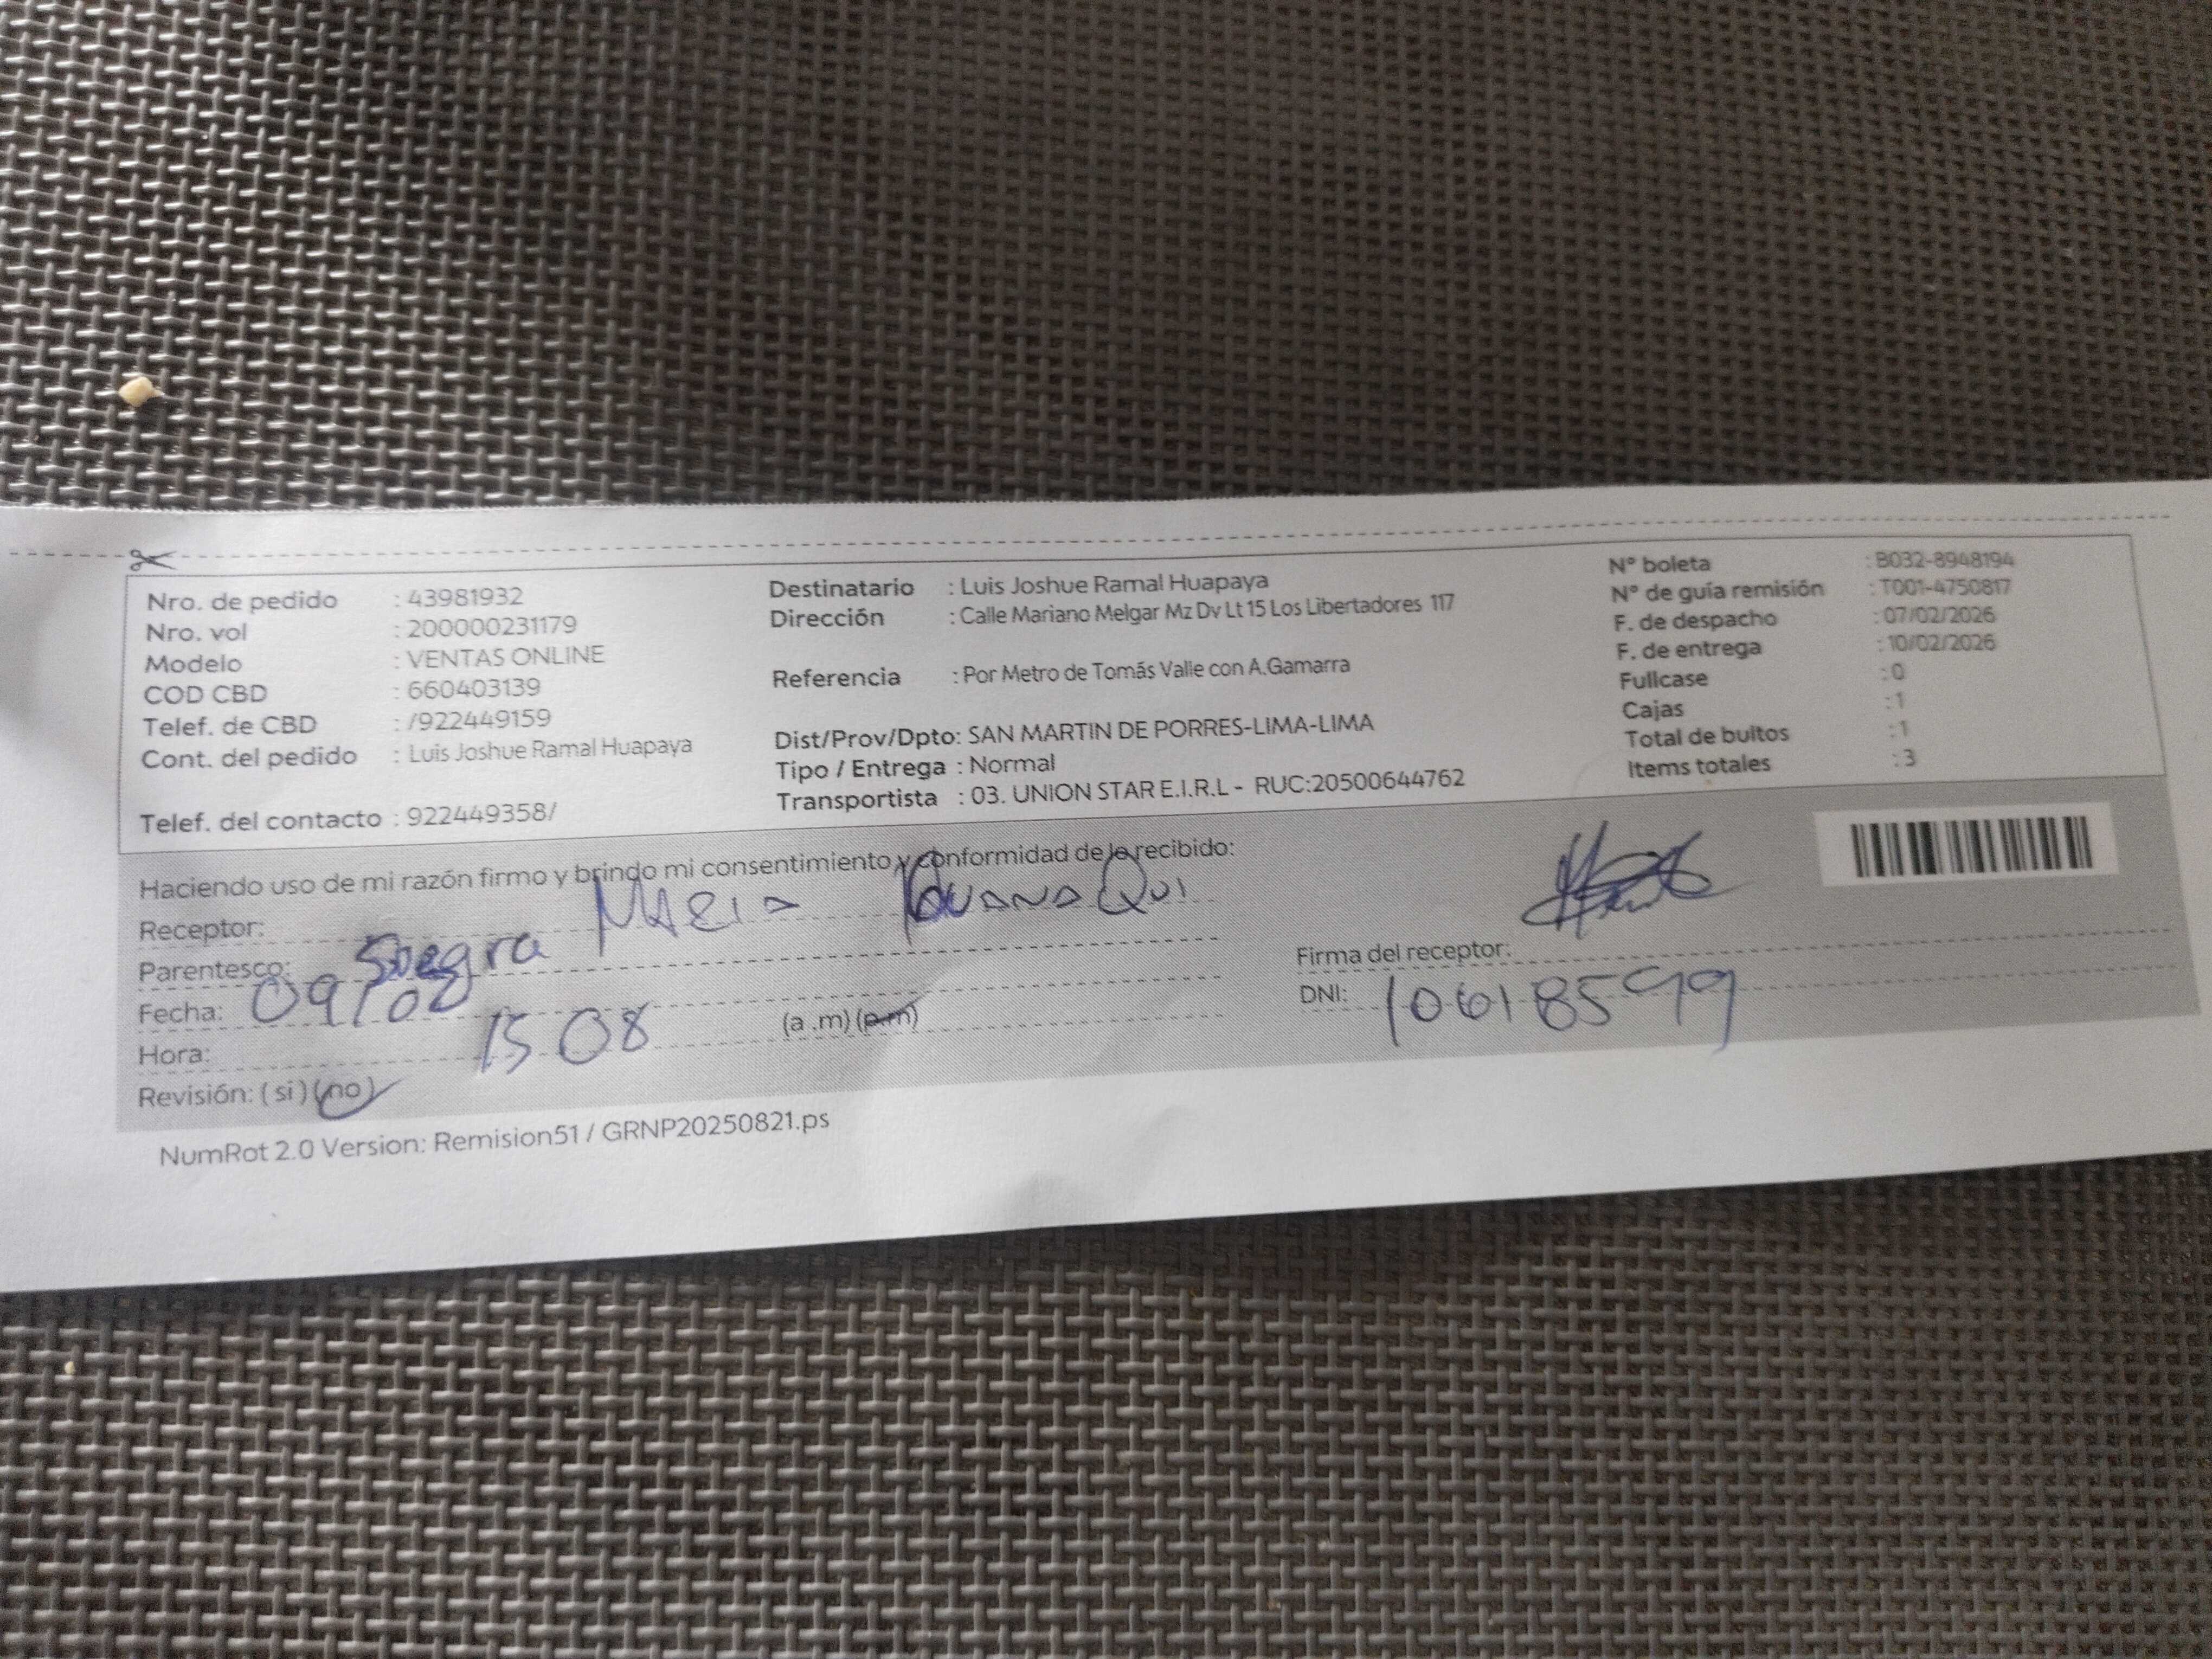 Nro. de pedido : 43981932
Nro. vol : 200000231179
Modelo : VENTAS ONLINE
COD CBD : 660403139
Telef. de CBD : /922449159
Cont. del pedido : Luis Joshue Ramal Huapaya
Telef. del contacto : 922449358/
Destinatario : Luis Joshue Ramal Huapaya
Dirección : Calle Mariano Melgar Mz Dv Lt 15 Los Libertadores 117
Referencia : Por Metro de Tomás Valle con A.Gamarra
Dist/Prov/Dpto: SAN MARTIN DE PORRES-LIMA-LIMA
Tipo / Entrega : Normal
Transportista : 03. UNION STAR E.I.R.L - RUC:20500644762
N° boleta : B032-8948194
N° de guía remisión : T001-4750817
F. de despacho : 07/02/2026
F. de entrega : 10/02/2026
Fullcase : 0
Cajas : 1
Total de bultos : 1
Items totales : 3
Haciendo uso de mi razón firmo y brindo mi consentimiento y conformidad de lo recibido:
Receptor: MARIA
Parentesco: Suegra
Fecha: 09/02
Hora: 15 08 (a .m) (p.m)
Revisión: ( si ) (no)
Firma del receptor:
DNI: 10618599
NumRot 2.0 Version: Remision51 / GRNP20250821.ps